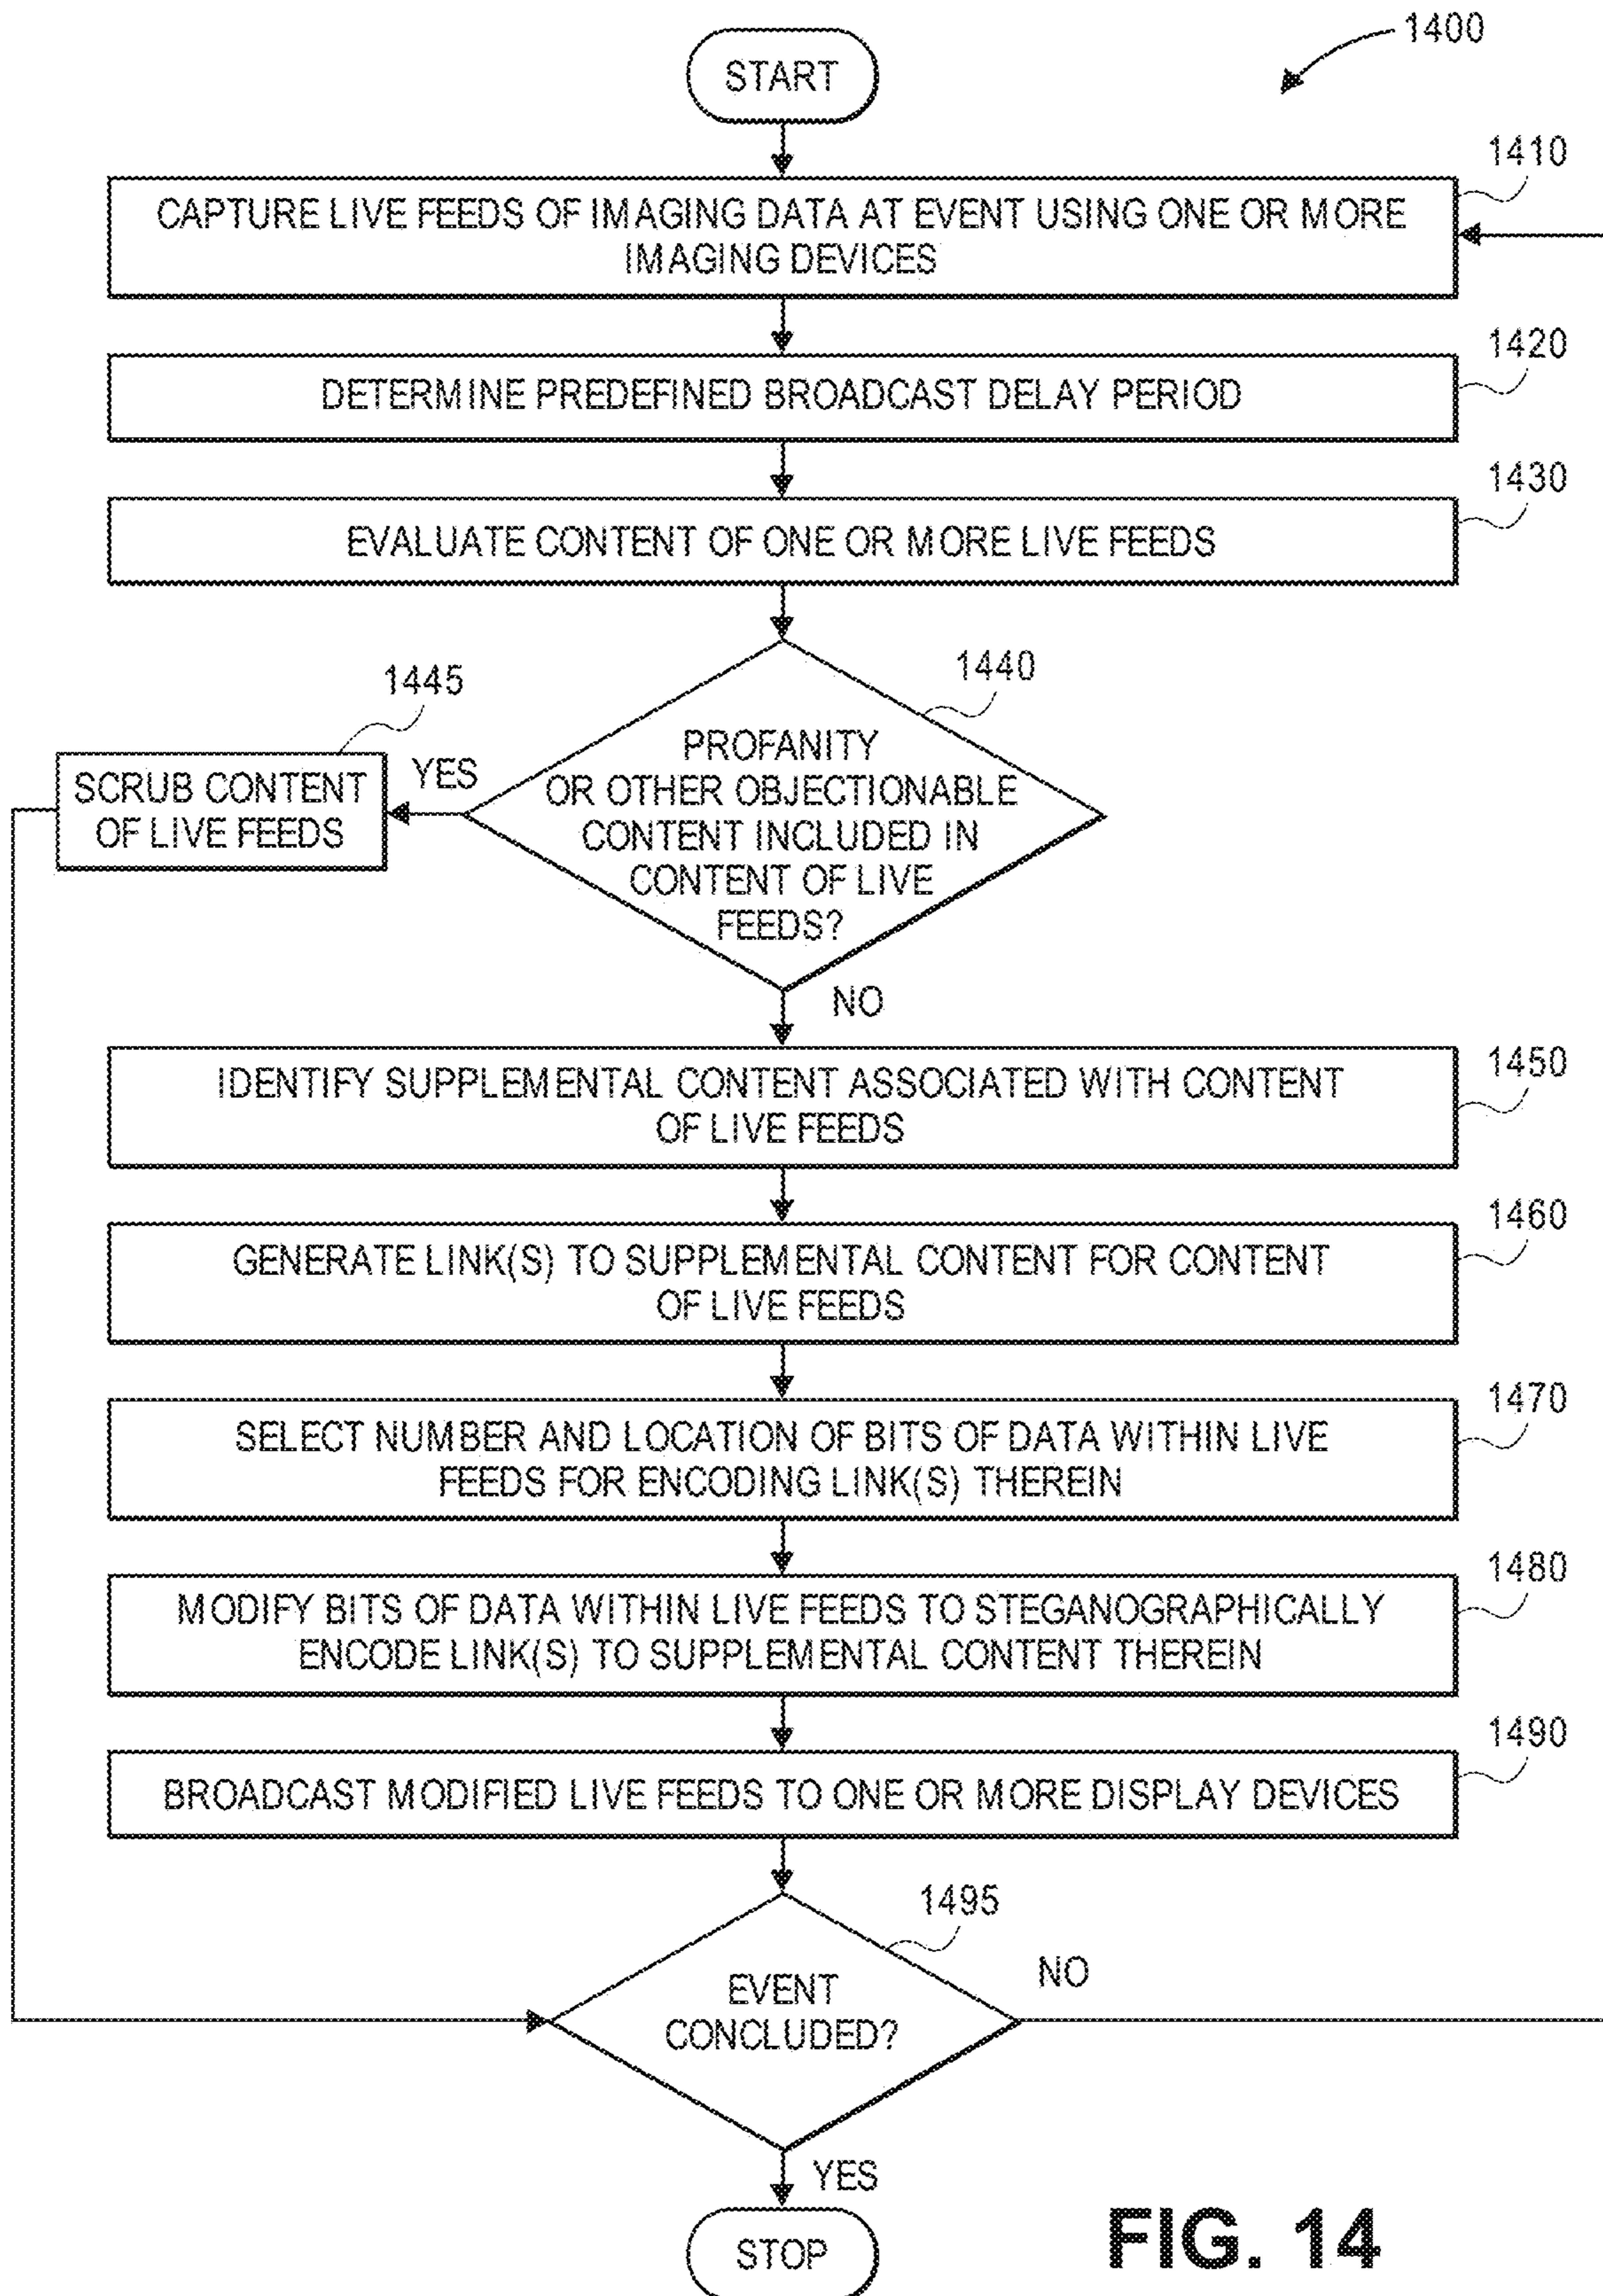 1400
START
1410
CAPTURE LIVE FEEDS OF IMAGING DATA AT EVENT USING ONE OR MORE
IMAGING DEVICES
1420
DETERMINE PREDEFINED BROADCAST DELAY PERIOD
1430
EVALUATE CONTENT OF ONE OR MORE LIVE FEEDS
1440
PROFANITY
OR OTHER OBJECTIONABLE
CONTENT INCLUDED IN
CONTENT OF LIVE
FEEDS?
YES
1445
SCRUB CONTENT
OF LIVE FEEDS
NO
1450
IDENTIFY SUPPLEMENTAL CONTENT ASSOCIATED WITH CONTENT
OF LIVE FEEDS
1460
GENERATE LINK(S) TO SUPPLEMENTAL CONTENT FOR CONTENT
OF LIVE FEEDS
1470
SELECT NUMBER AND LOCATION OF BITS OF DATA WITHIN LIVE
FEEDS FOR ENCODING LINK(S) THEREIN
1480
MODIFY BITS OF DATA WITHIN LIVE FEEDS TO STEGANOGRAPHICALLY
ENCODE LINK(S) TO SUPPLEMENTAL CONTENT THEREIN
1490
BROADCAST MODIFIED LIVE FEEDS TO ONE OR MORE DISPLAY DEVICES
1495
EVENT
CONCLUDED?
NO
YES
STOP
FIG. 14